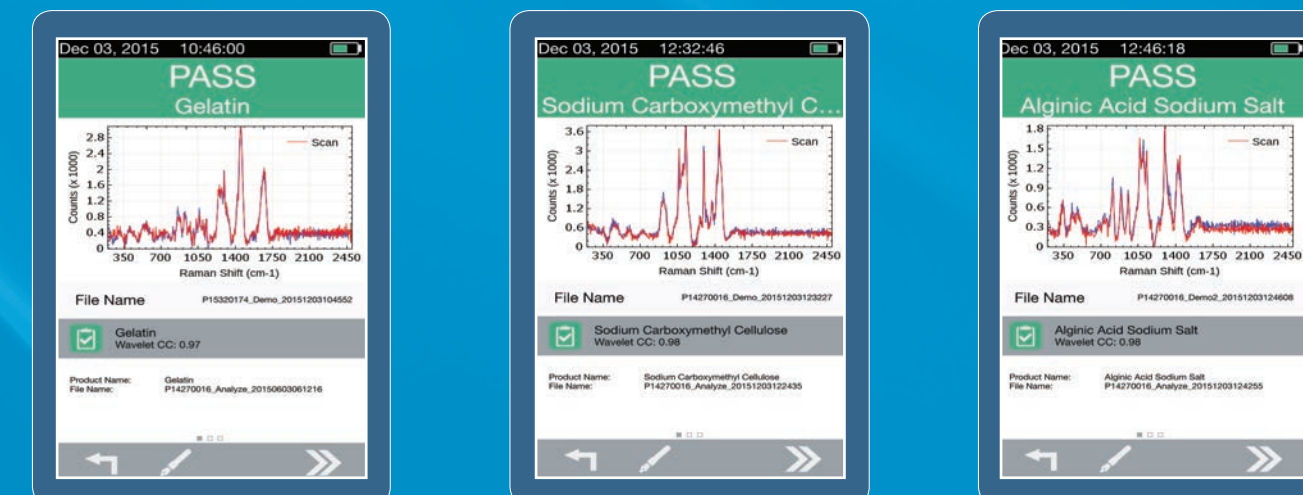 Dec 03, 2015 10:46:00
PASS
Gelatin
2.8
2.4
2
1.6
1.2
0.8
0.4
0
Counts (x 1000)
Scan
350 700 1050 1400 1750 2100 2450
Raman Shift (cm-1)
File Name P15320174_Demo_20151203104552
Gelatin
Wavelet CC: 0.97
Product Name: Gelatin
File Name: P14270016_Analyze_20150603061216
Dec 03, 2015 12:32:46
PASS
Sodium Carboxymethyl C...
3.6
3
2.4
1.8
1.2
0.6
0
Counts (x 1000)
Scan
350 700 1050 1400 1750 2100 2450
Raman Shift (cm-1)
File Name P14270016_Demo_20151203123227
Sodium Carboxymethyl Cellulose
Wavelet CC: 0.98
Product Name: Sodium Carboxymethyl Cellulose
File Name: P14270016_Analyze_20151203122435
Dec 03, 2015 12:46:18
PASS
Alginic Acid Sodium Salt
1.8
1.5
1.2
0.9
0.6
0.3
0
Counts (x 1000)
Scan
350 700 1050 1400 1750 2100 2450
Raman Shift (cm-1)
File Name P14270016_Demo2_20151203124608
Alginic Acid Sodium Salt
Wavelet CC: 0.98
Product Name: Alginic Acid Sodium Salt
File Name: P14270016_Analyze_20151203124255